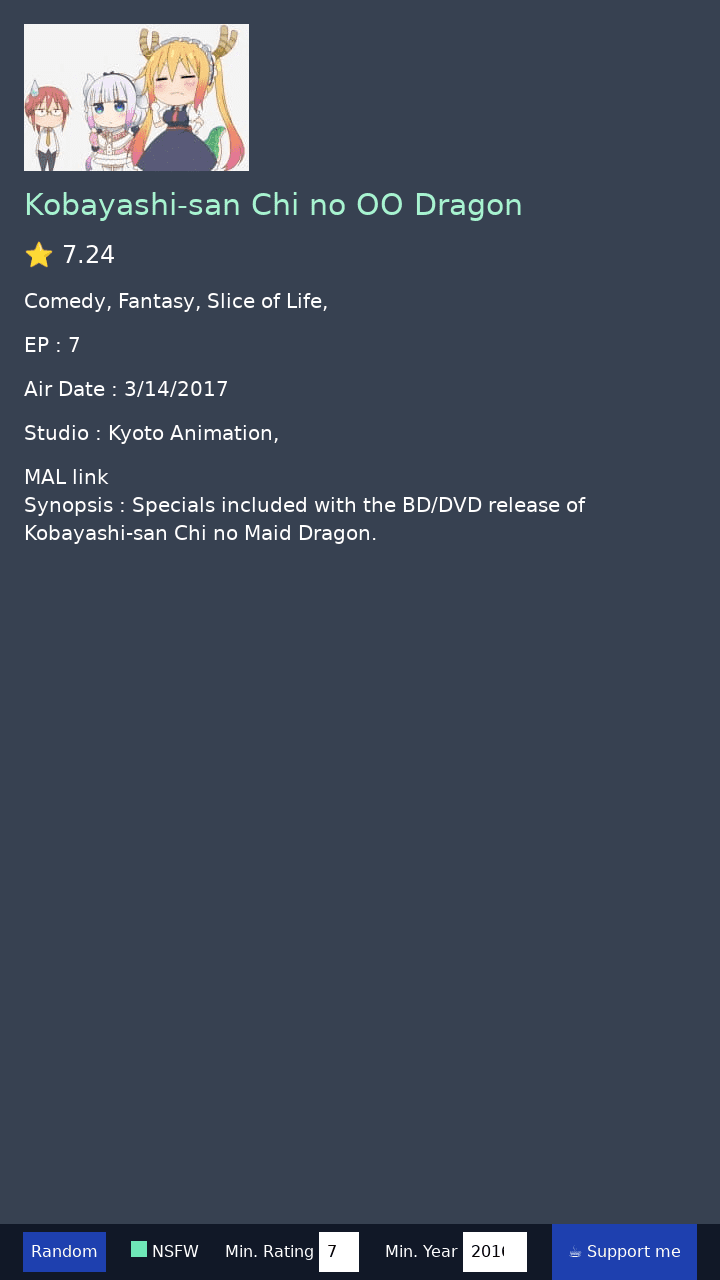 Kobayashi-san Chi no OO Dragon
⭐ 7.24
Comedy, Fantasy, Slice of Life,
EP : 7
Air Date : 3/14/2017
Studio : Kyoto Animation,
MAL link
Synopsis : Specials included with the BD/DVD release of
Kobayashi-san Chi no Maid Dragon.
Random NSFW Min. Rating 7 Min. Year ☕ Support me